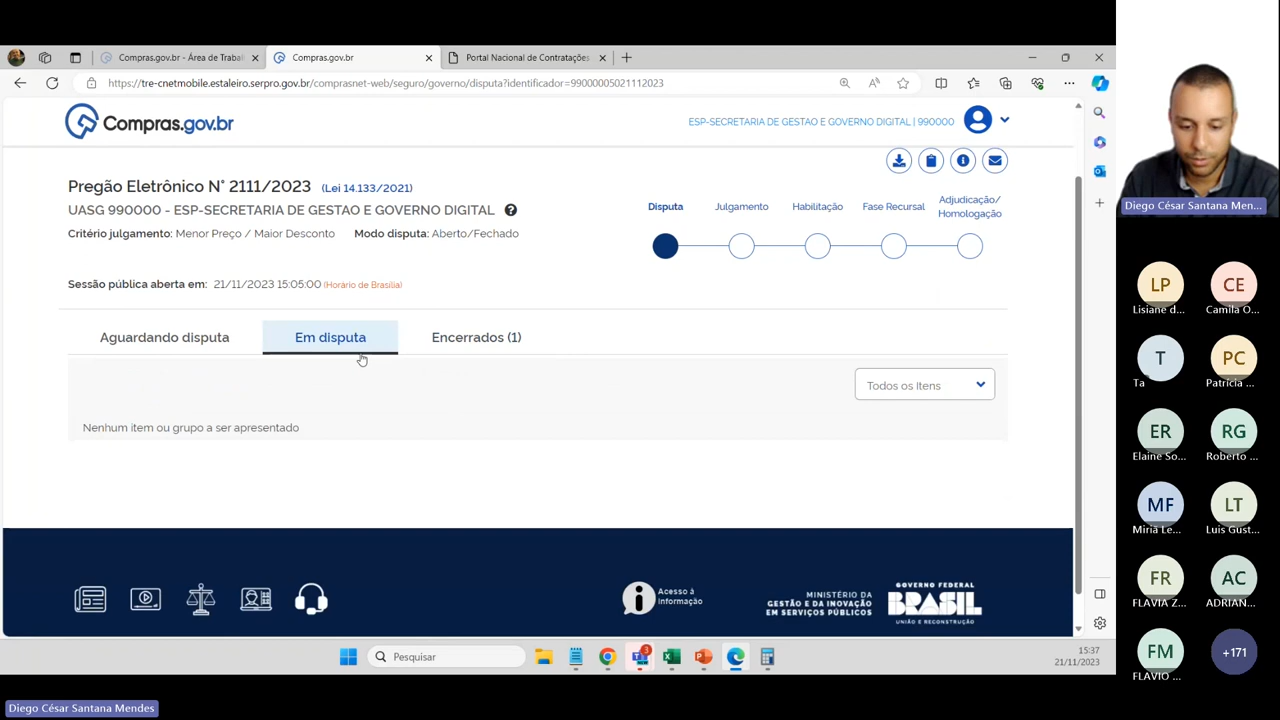 Compras.gov.br - Área de Trabal
Compras.gov.br
Portal Nacional de Contratações
https://tre-cnetmobile.estaleiro.serpro.gov.br/comprasnet-web/seguro/governo/disputa?identificador=99000005021112023
Compras.gov.br
ESP-SECRETARIA DE GESTAO E GOVERNO DIGITAL | 990000
Pregão Eletrônico N° 2111/2023 (Lei 14.133/2021)
UASG 990000 - ESP-SECRETARIA DE GESTAO E GOVERNO DIGITAL
Critério julgamento: Menor Preço / Maior Desconto Modo disputa: Aberto/Fechado
Disputa
Julgamento
Habilitação
Fase Recursal
Adjudicação/
Homologação
Sessão pública aberta em: 21/11/2023 15:05:00 (Horário de Brasília)
Aguardando disputa
Em disputa
Encerrados (1)
Todos os Itens
Nenhum item ou grupo a ser apresentado
Acesso à
Informação
MINISTÉRIO DA
GESTÃO E DA INOVAÇÃO
EM SERVIÇOS PÚBLICOS
GOVERNO FEDERAL
BRASIL
UNIÃO E RECONSTRUÇÃO
Pesquisar
3
15:37
21/11/2023
Diego César Santana Mendes
Diego César Santana Men...
LP
Lisiane d...
CE
Camila O...
T
Ta
PC
Patrícia ...
ER
Elaine So...
RG
Roberto ...
MF
Miriã Le...
LT
Luis Gust...
FR
FLAVIA Z...
AC
ADRIAN...
FM
FLAVIO ...
+171